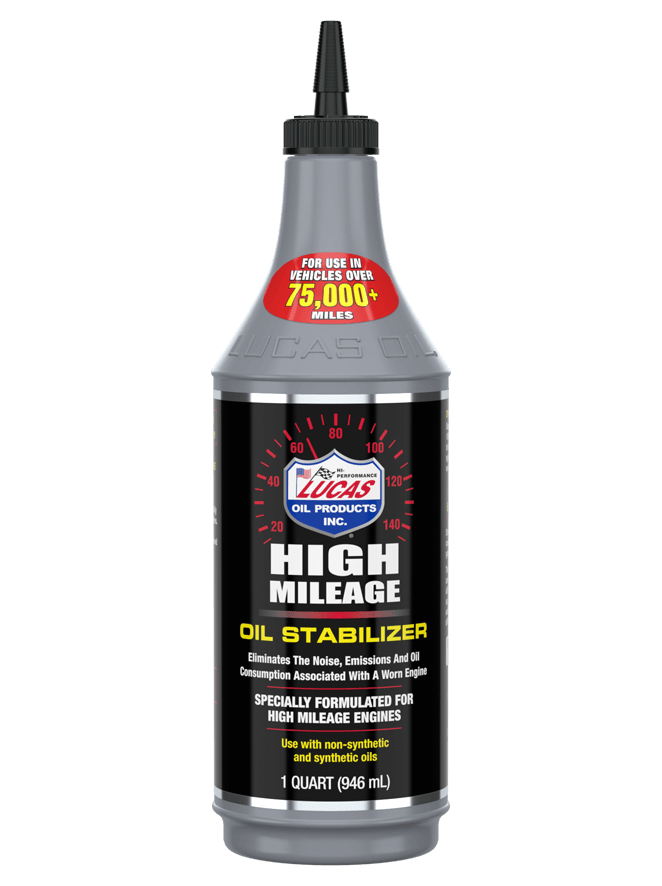 FOR USE IN
VEHICLES OVER
75,000+
MILES
LUCAS OIL
20
40
60
80
100
120
140
HI-
PERFORMANCE
LUCAS
OIL PRODUCTS
INC.
®
HIGH
MILEAGE
OIL STABILIZER
Eliminates The Noise, Emissions And Oil
Consumption Associated With A Worn Engine
SPECIALLY FORMULATED FOR
HIGH MILEAGE ENGINES
Use with non-synthetic
and synthetic oils
1 QUART (946 mL)